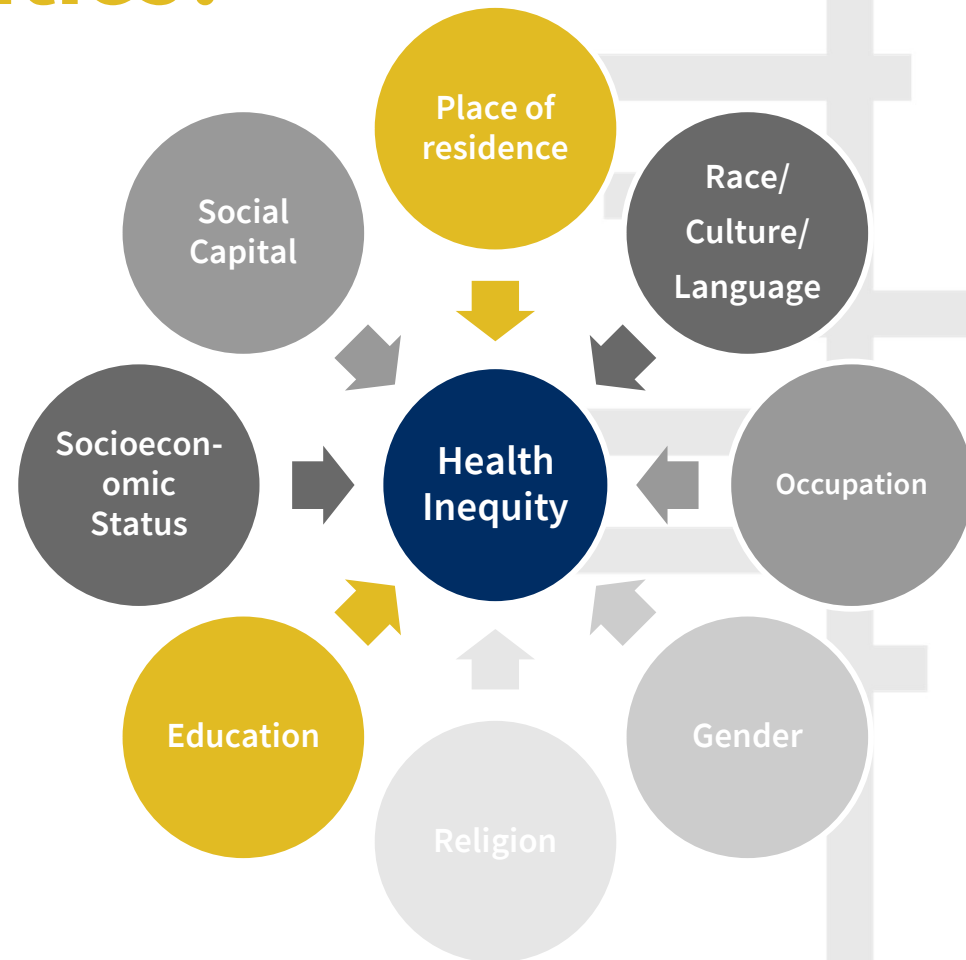 Place of
residence
Race/
Culture/
Language
Occupation
Gender
Religion
Education
Socioecon-
omic
Status
Social
Capital
Health
Inequity